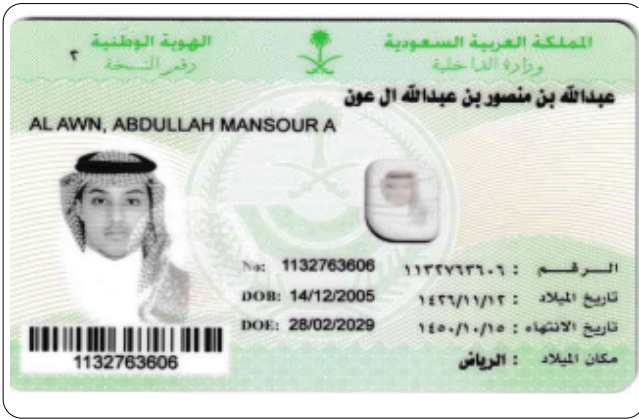 المملكة العربية السعودية
وزارة الداخلية
الهوية الوطنية
رقم النسخة ٢
عبدالله بن منصور بن عبدالله ال عون
AL AWN, ABDULLAH MANSOUR A
No: 1132763606 الـرقـم : ١١٣٢٧٦٣٦٠٦
DOB: 14/12/2005 تاريخ الميلاد : ١٤٢٦/١١/١٢
DOE: 28/02/2029 تاريخ الانتهاء : ١٤٥٠/١٠/١٥
مكان الميلاد : الرياض
1132763606